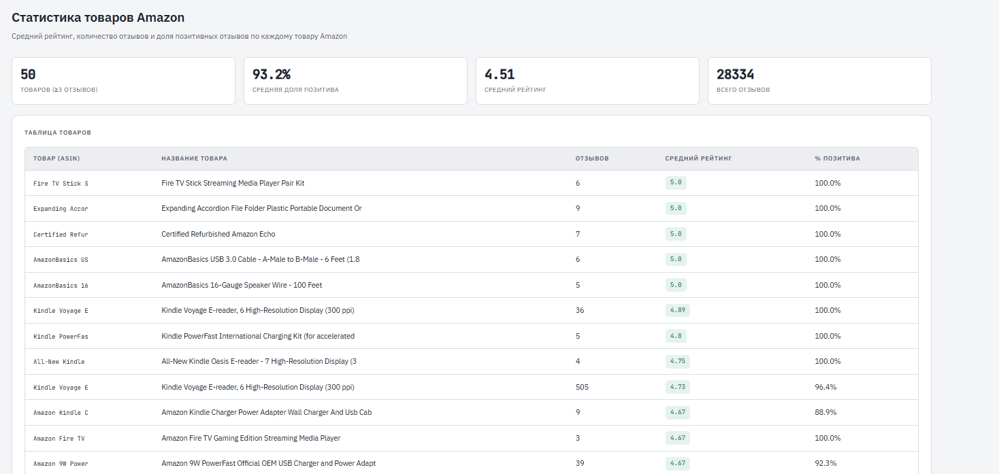 Статистика товаров Amazon
Средний рейтинг, количество отзывов и доля позитивных отзывов по каждому товару Amazon
50
ТОВАРОВ (≥3 ОТЗЫВОВ)
93.2%
СРЕДНЯЯ ДОЛЯ ПОЗИТИВА
4.51
СРЕДНИЙ РЕЙТИНГ
28334
ВСЕГО ОТЗЫВОВ
ТАБЛИЦА ТОВАРОВ
ТОВАР (ASIN) НАЗВАНИЕ ТОВАРА ОТЗЫВОВ СРЕДНИЙ РЕЙТИНГ % ПОЗИТИВА
Fire TV Stick S Fire TV Stick Streaming Media Player Pair Kit 6 5.0 100.0%
Expanding Accor Expanding Accordion File Folder Plastic Portable Document Or 9 5.0 100.0%
Certified Refur Certified Refurbished Amazon Echo 7 5.0 100.0%
AmazonBasics US AmazonBasics USB 3.0 Cable - A-Male to B-Male - 6 Feet (1.8 6 5.0 100.0%
AmazonBasics 16 AmazonBasics 16-Gauge Speaker Wire - 100 Feet 5 5.0 100.0%
Kindle Voyage E Kindle Voyage E-reader, 6 High-Resolution Display (300 ppi) 36 4.89 100.0%
Kindle PowerFas Kindle PowerFast International Charging Kit (for accelerated 5 4.8 100.0%
All-New Kindle All-New Kindle Oasis E-reader - 7 High-Resolution Display (3 4 4.75 100.0%
Kindle Voyage E Kindle Voyage E-reader, 6 High-Resolution Display (300 ppi) 505 4.73 96.4%
Amazon Kindle C Amazon Kindle Charger Power Adapter Wall Charger And Usb Cab 9 4.67 88.9%
Amazon Fire TV Amazon Fire TV Gaming Edition Streaming Media Player 3 4.67 100.0%
Amazon 9W Power Amazon 9W PowerFast Official OEM USB Charger and Power Adapt 39 4.67 92.3%